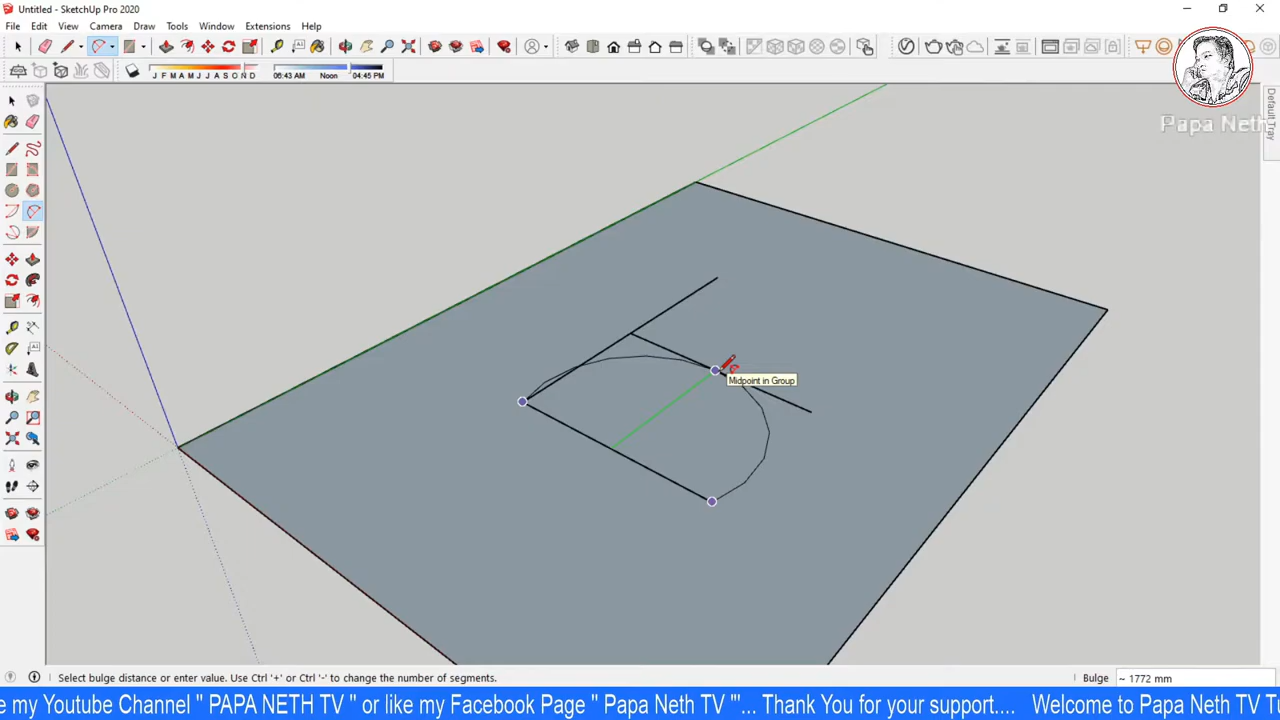 Untitled - SketchUp Pro 2020
File Edit View Camera Draw Tools Window Extensions Help
J F M A M J J A S O N D 06:43 AM Noon 04:45 PM
Default Tray
Papa Neth
Midpoint in Group
Select bulge distance or enter value. Use Ctrl '+' or Ctrl '-' to change the number of segments. Bulge ~ 1772 mm
e my Youtube Channel " PAPA NETH TV " or like my Facebook Page " Papa Neth TV "'... Thank You for your support.... Welcome to Papa Neth TV Tu